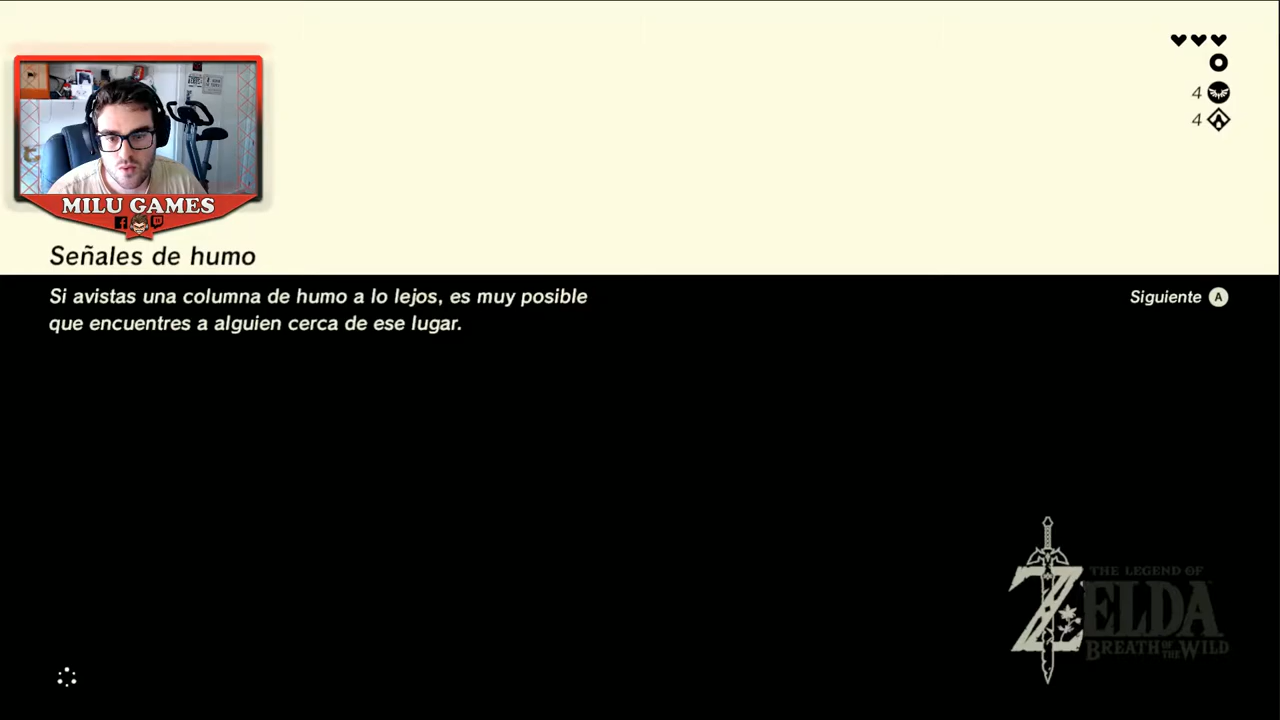 MILU GAMES
4
4
Señales de humo
Si avistas una columna de humo a lo lejos, es muy posible
que encuentres a alguien cerca de ese lugar.
Siguiente A
THE LEGEND OF
ZELDA
BREATH OF THE WILD